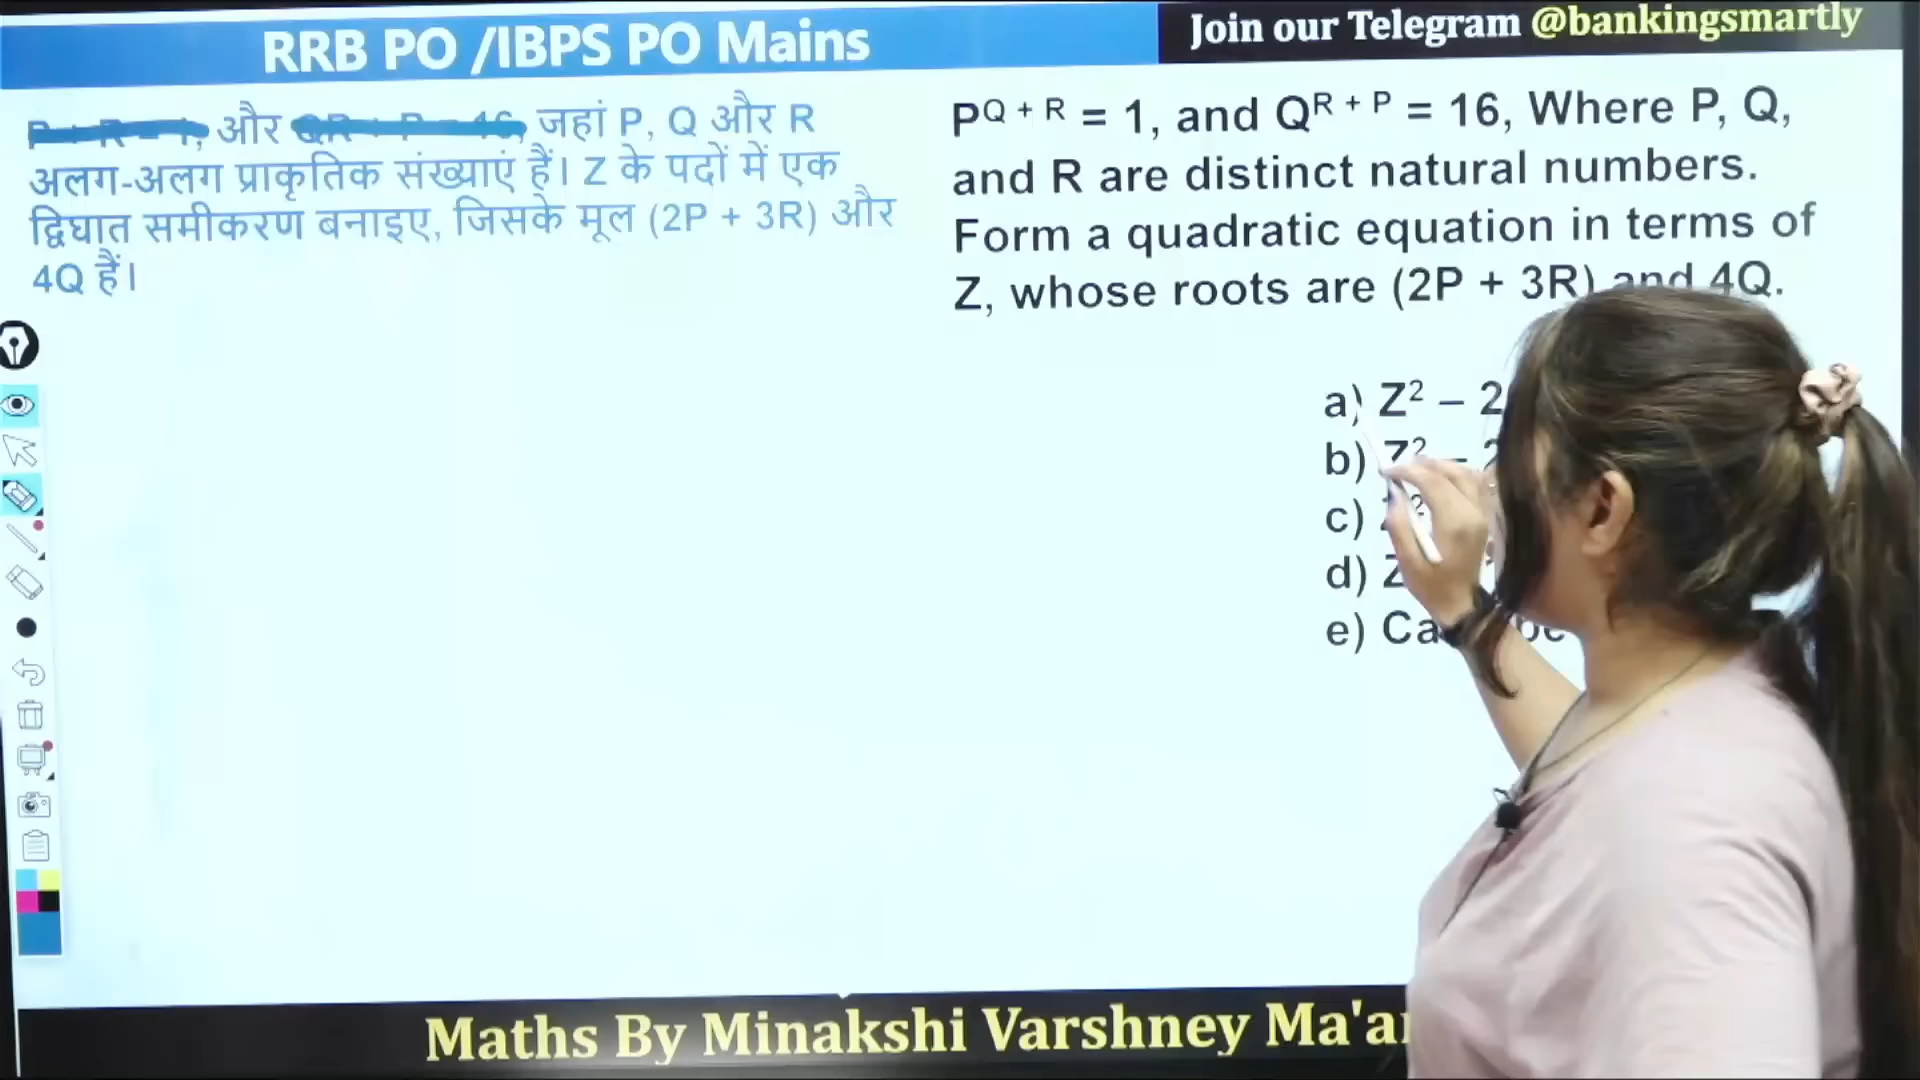 RRB PO /IBPS PO Mains
Join our Telegram @bankingsmartly
और जहां P, Q और R
अलग-अलग प्राकृतिक संख्याएं हैं। Z के पदों में एक
द्विघात समीकरण बनाइए, जिसके मूल (2P + 3R) और
4Q हैं।
P^Q + R = 1, and Q^R + P = 16, Where P, Q,
and R are distinct natural numbers.
Form a quadratic equation in terms of
Z, whose roots are (2P + 3R) and 4Q.
a) Z² – 2
b) Z² –
c)
d) Z
e)
Maths By Minakshi Varshney